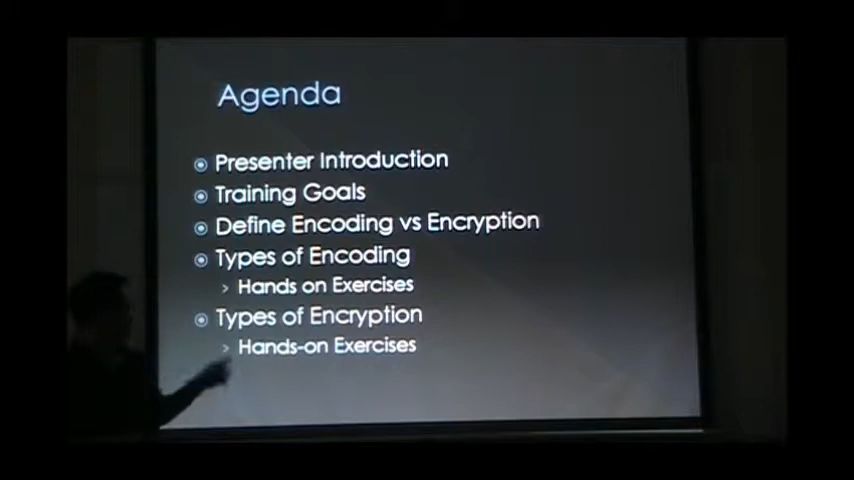 Agenda
Presenter Introduction
Training Goals
Define Encoding vs Encryption
Types of Encoding
Hands on Exercises
Types of Encryption
Hands-on Exercises